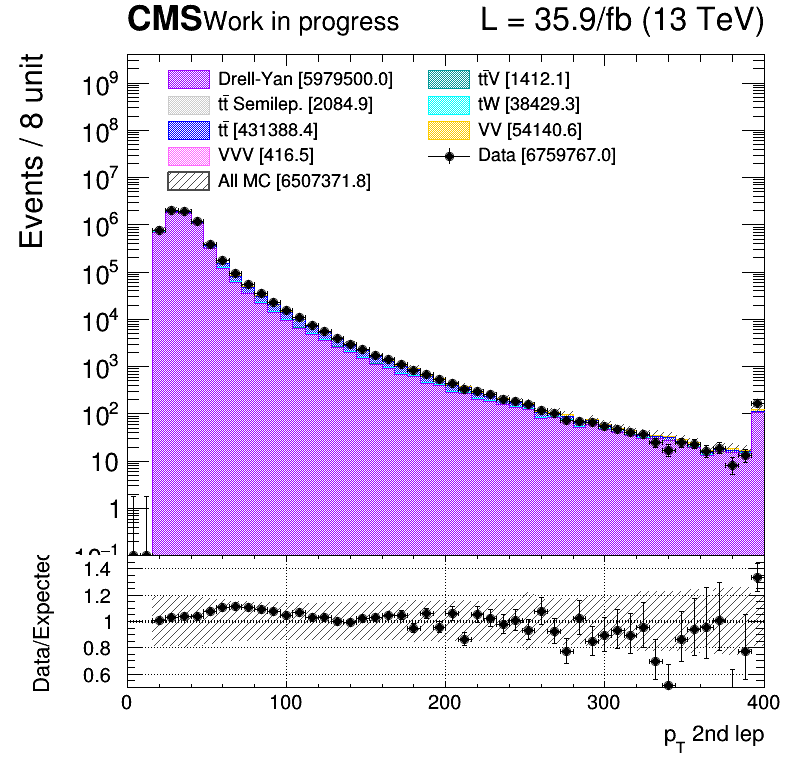 CMS Work in progress L = 35.9/fb (13 TeV)
Events / 8 unit
Drell-Yan [5979500.0]
tt̄ Semilep. [2084.9]
tt̄ [431388.4]
VVV [416.5]
All MC [6507371.8]
tt̄V [1412.1]
tW [38429.3]
VV [54140.6]
Data [6759767.0]
10⁹
10⁸
10⁷
10⁶
10⁵
10⁴
10³
10²
10
1
10⁻¹
Data/Expected
1.4
1.2
1
0.8
0.6
0 100 200 300 400
p_T 2nd lep